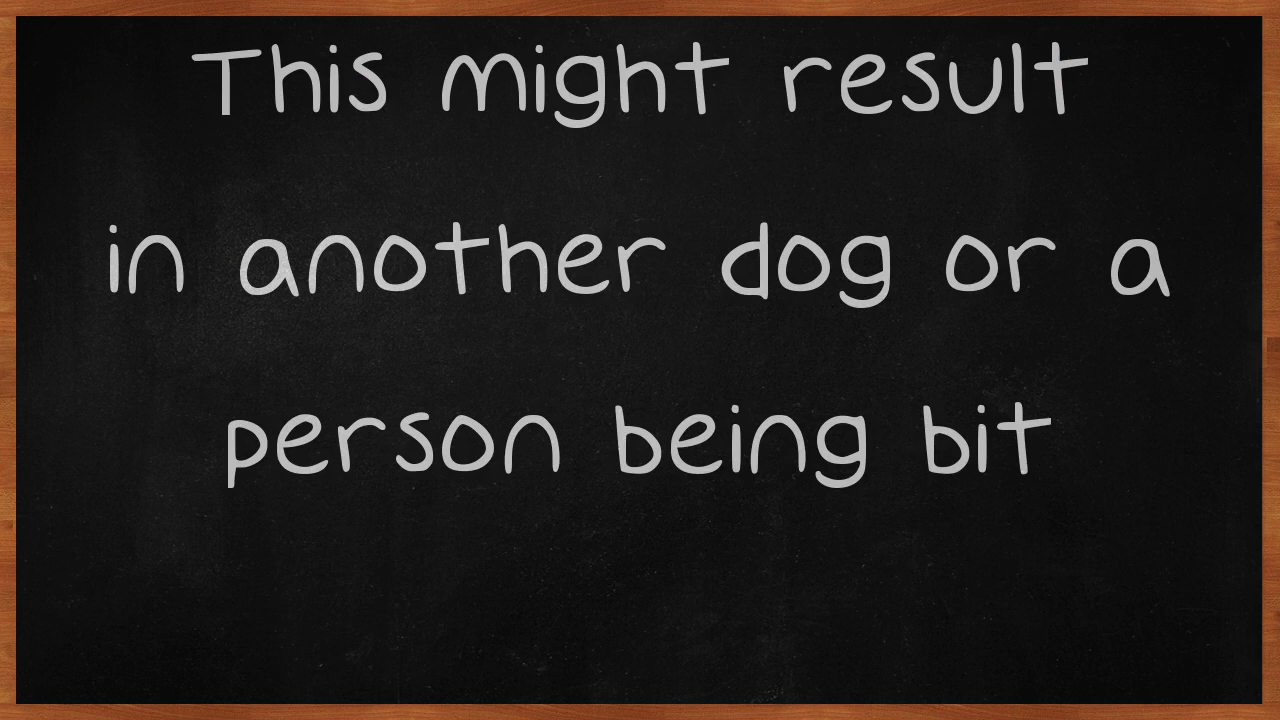 This might result
in another dog or a
person being bit